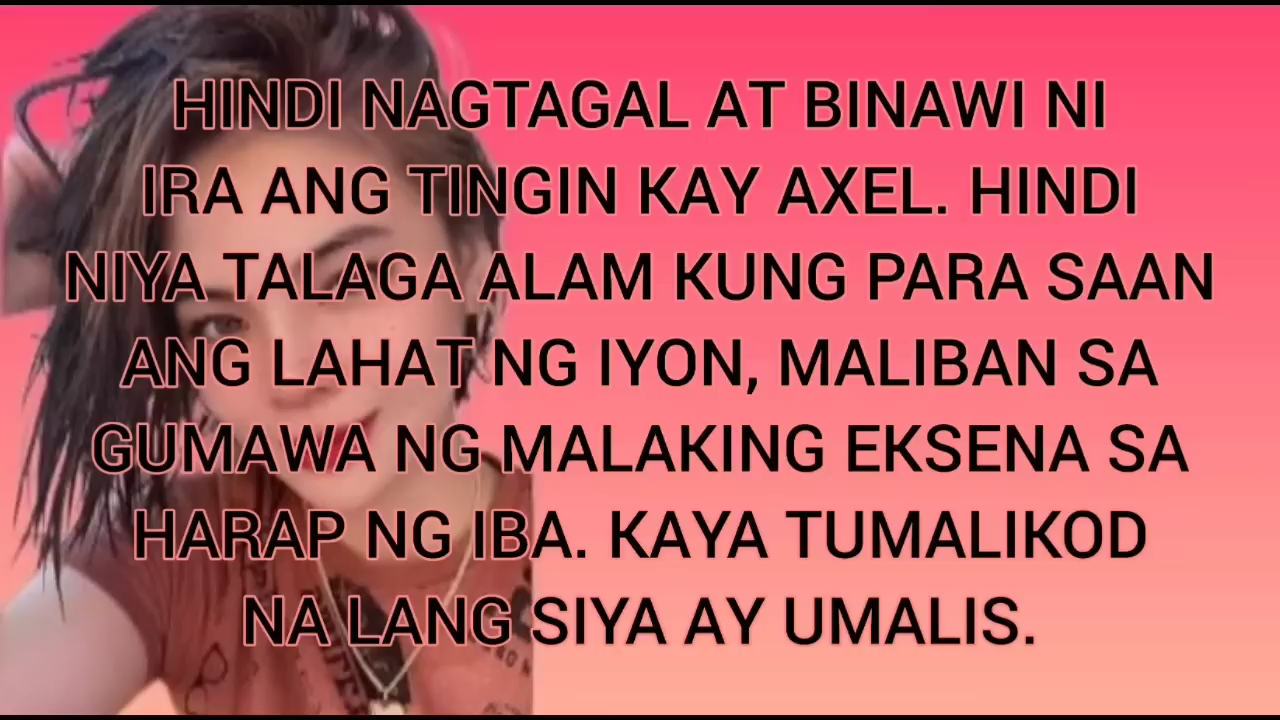 HINDI NAGTAGAL AT BINAWI NI
IRA ANG TINGIN KAY AXEL. HINDI
NIYA TALAGA ALAM KUNG PARA SAAN
ANG LAHAT NG IYON, MALIBAN SA
GUMAWA NG MALAKING EKSENA SA
HARAP NG IBA. KAYA TUMALIKOD
NA LANG SIYA AY UMALIS.